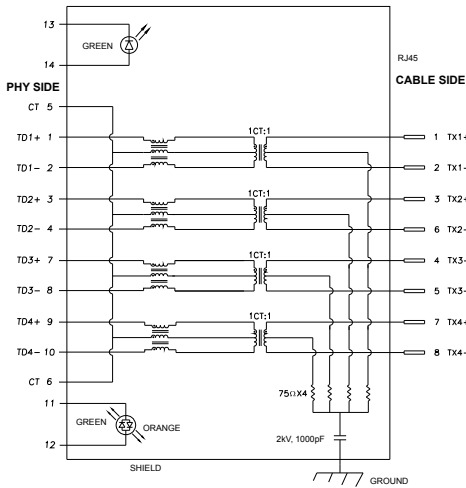 13
GREEN
14
RJ45
PHY SIDE
CABLE SIDE
CT 5
1CT:1
TD1+ 1
1 TX1+
TD1- 2
2 TX1-
1CT:1
TD2+ 3
3 TX2+
TD2- 4
6 TX2-
1CT:1
TD3+ 7
4 TX3-
TD3- 8
5 TX3-
1CT:1
TD4+ 9
7 TX4+
TD4- 10
8 TX4-
CT 6
75ΩX4
11
GREEN
ORANGE
12
2kV, 1000pF
SHIELD
GROUND